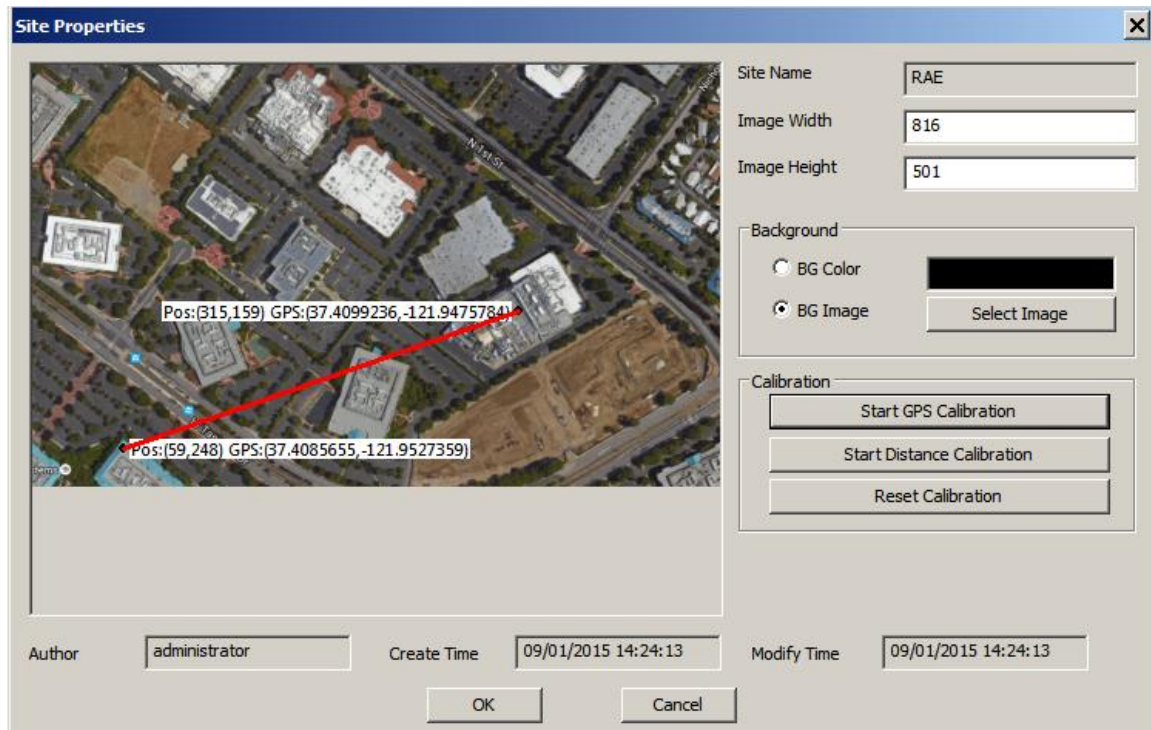 Site Properties
N 1st St
Pos:(315,159) GPS:(37.4099236,-121.9475784)
Pos:(59,248) GPS:(37.4085655,-121.9527359)
Site Name
RAE
Image Width
816
Image Height
501
Background
BG Color
BG Image
Select Image
Calibration
Start GPS Calibration
Start Distance Calibration
Reset Calibration
Author
administrator
Create Time
09/01/2015 14:24:13
Modify Time
09/01/2015 14:24:13
OK
Cancel